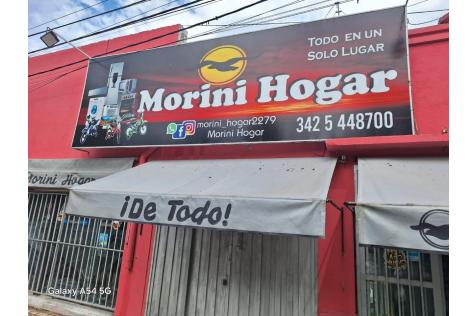 TODO EN UN
SOLO LUGAR
Morini Hogar
morini_hogar2279
Morini Hogar
342 5 448700
Morini Hogar
¡De Todo!
Galaxy A54 5G